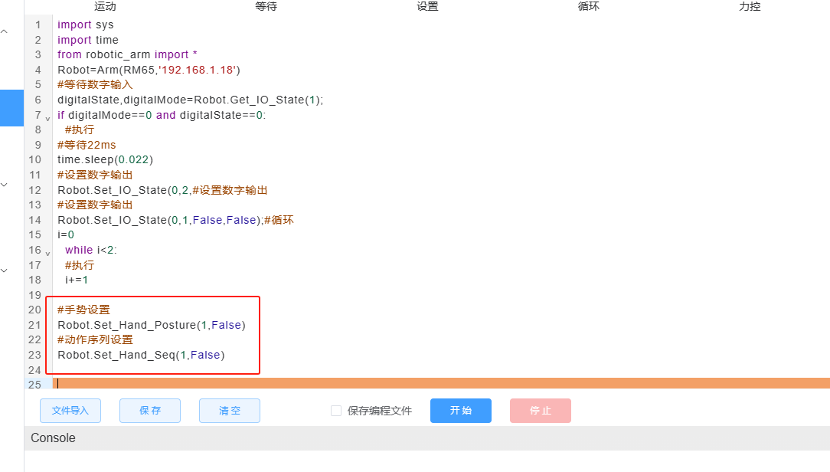 运动 等待 设置 循环 力控
1 import sys
2 import time
3 from robotic_arm import *
4 Robot=Arm(RM65,'192.168.1.18')
5 #等待数字输入
6 digitalState,digitalMode=Robot.Get_IO_State(1);
7 if digitalMode==0 and digitalState==0:
8 #执行
9 #等待22ms
10 time.sleep(0.022)
11 #设置数字输出
12 Robot.Set_IO_State(0,2,#设置数字输出
13 #设置数字输出
14 Robot.Set_IO_State(0,1,False,False);#循环
15 i=0
16 while i<2:
17 #执行
18 i+=1
19
20 #手势设置
21 Robot.Set_Hand_Posture(1,False)
22 #动作序列设置
23 Robot.Set_Hand_Seq(1,False)
24
25
文件导入 保存 清空 保存编程文件 开始 停止
Console